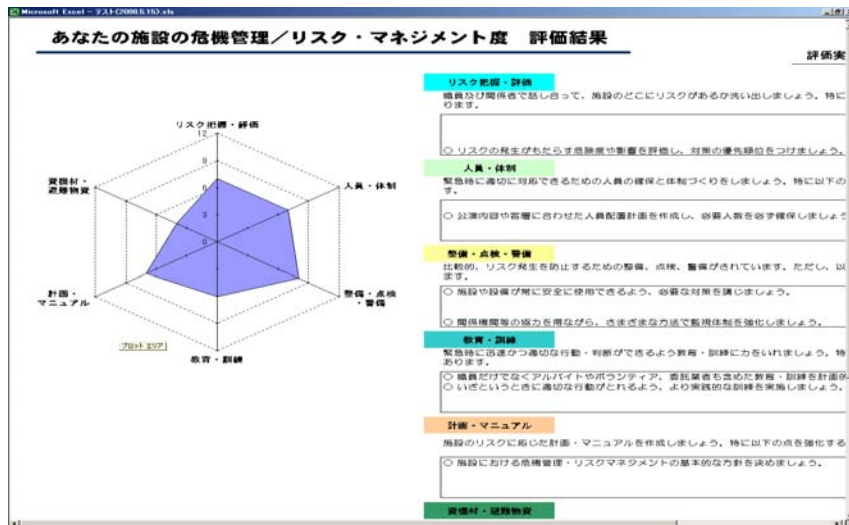 Microsoft Excel - テスト(2008.5.15).xls
あなたの施設の危機管理／リスク・マネジメント度 評価結果
評価実
リスク把握・評価
12
9
6
3
0
人員・体制
整備・点検
・警備
教育・訓練
計画・
マニュアル
資機材・
避難物資
プロット エリア
リスク把握・評価
職員及び関係者で話し合って、施設のどこにリスクがあるか洗い出しましょう。特に
ります。
○ リスクの発生がもたらす危険度や影響を評価し、対策の優先順位をつけましょう。
人員・体制
緊急時に適切に対応できるための人員の確保と体制づくりをしましょう。特に以下の
す。
○ 公演内容や客層に合わせた人員配置計画を作成し、必要人数を必ず確保しましょう
整備・点検・警備
比較的、リスク発生を防止するための整備、点検、警備がされています。ただし、以
ます。
○ 施設や設備が常に安全に使用できるよう、必要な対策を講じましょう。
○ 関係機関等の協力を得ながら、さまざまな方法で監視体制を強化しましょう。
教育・訓練
緊急時に迅速かつ適切な行動・判断ができるよう教育・訓練に力をいれましょう。特
あります。
○ 職員だけでなくアルバイトやボランティア、委託業者も含めた教育・訓練を計画的
○ いざというときに適切な行動がとれるよう、より実践的な訓練を実施しましょう。
計画・マニュアル
施設のリスクに応じた計画・マニュアルを作成しましょう。特に以下の点を強化する
○ 施設における危機管理・リスクマネジメントの基本的な方針を決めましょう。
資機材・避難物資